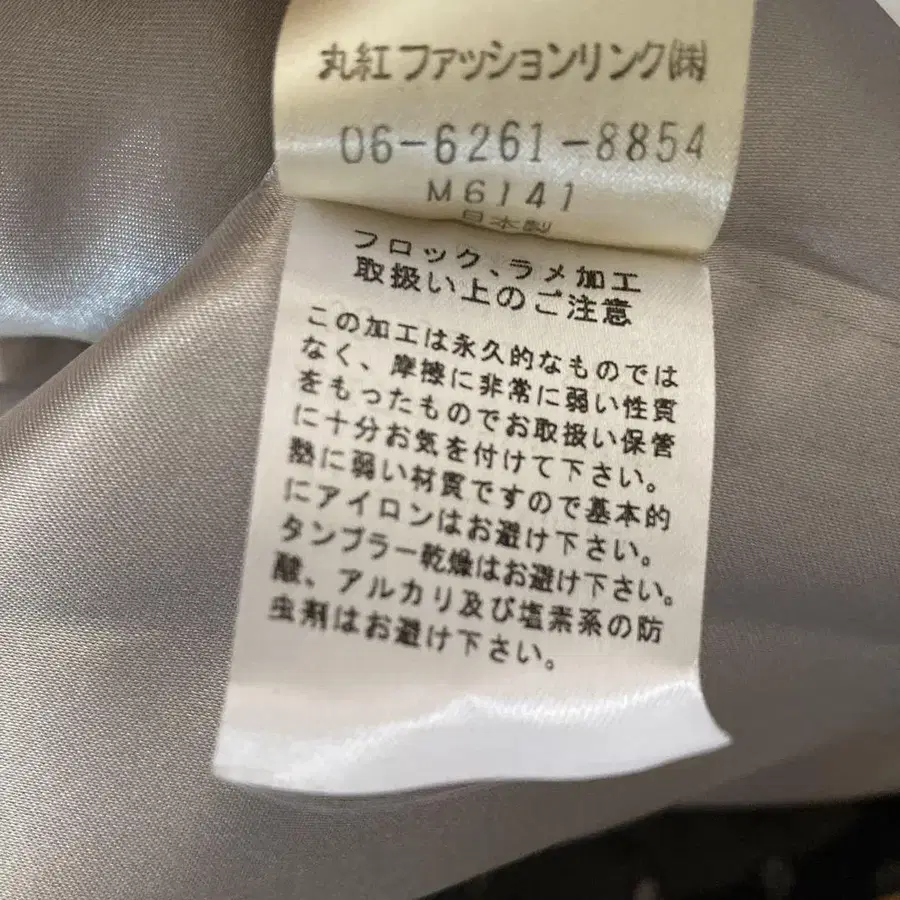 丸紅ファッションリンク㈱
06-6261-8854
M6141
日本製
フロック、ラメ加工
取扱い上のご注意
この加工は永久的なものでは
なく、摩擦に非常に弱い性質
をもったものでお取扱い保管
に十分お気を付けて下さい。
熱に弱い材質ですので基本的
にアイロンはお避け下さい。
タンブラー乾燥はお避け下さい。
酸、アルカリ及び塩素系の防
虫剤はお避け下さい。